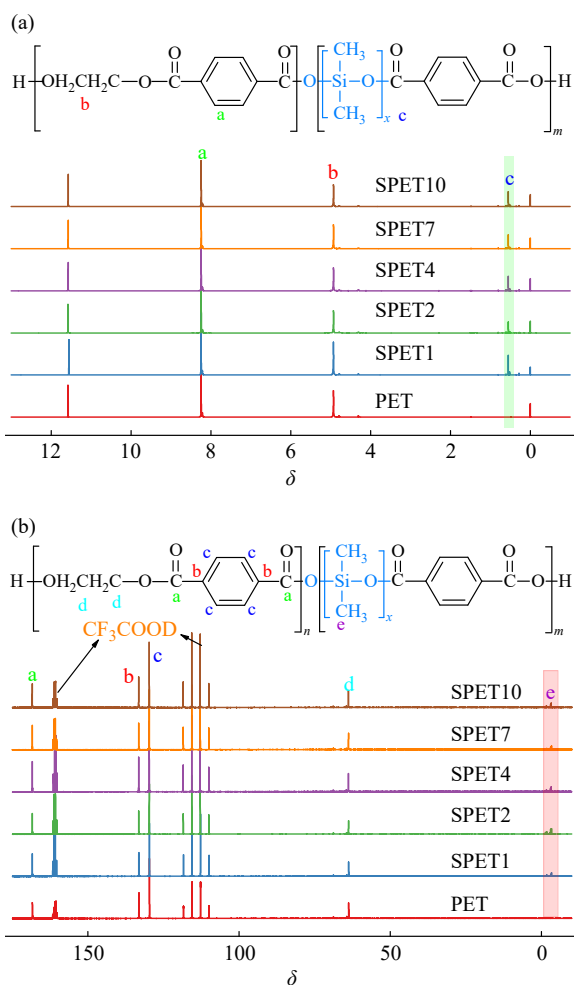 (a)
H OH₂CH₂C O C O C O O Si CH₃ CH₃ O x C O C O O H m
b a c
a
b
c
SPET10
SPET7
SPET4
SPET2
SPET1
PET
12 10 8 6 4 2 0
δ
(b)
H OH₂CH₂C O C O C O O n Si CH₃ CH₃ O x C O C O O H m
d d a b c c c c b a e
CF₃COOD
a
b
c
d
e
SPET10
SPET7
SPET4
SPET2
SPET1
PET
150 100 50 0
δ